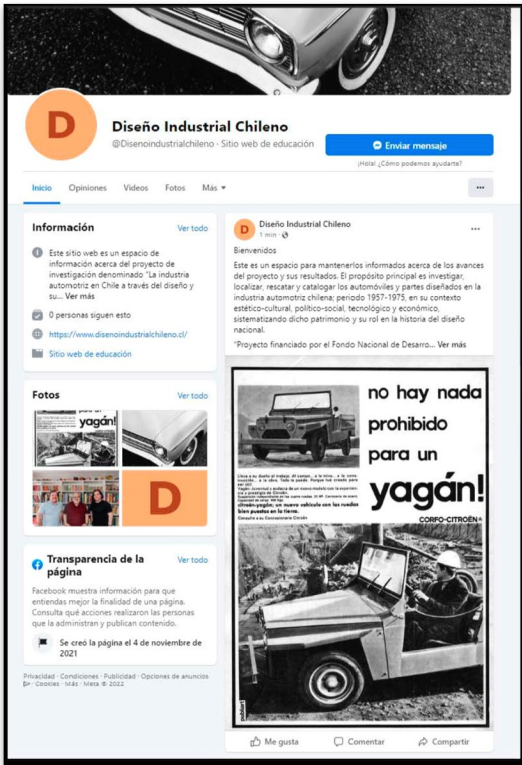 D
Diseño Industrial Chileno
@Disenoindustrialchileno · Sitio web de educación
Enviar mensaje
¡Hola! ¿Cómo podemos ayudarte?
Inicio
Opiniones
Videos
Fotos
Más
Información
Ver todo
Este sitio web es un espacio de
información acerca del proyecto de
investigación denominado "La industria
automotriz en Chile a través del diseño y
su... Ver más
0 personas siguen esto
https://www.disenoindustrialchileno.cl/
Sitio web de educación
Fotos
Ver todo
yagán!
D
Transparencia de la
página
Ver todo
Facebook muestra información para que
entiendas mejor la finalidad de una página.
Consulta qué acciones realizaron las personas
que la administran y publican contenido.
Se creó la página el 4 de noviembre de
2021
Privacidad · Condiciones · Publicidad · Opciones de anuncios
· Cookies · Más · Meta © 2022
D
Diseño Industrial Chileno
1 min ·
Bienvenidos
Este es un espacio para mantenerlos informados acerca de los avances
del proyecto y sus resultados. El propósito principal es investigar,
localizar, rescatar y catalogar los automóviles y partes diseñados en la
industria automotriz chilena; periodo 1957-1975, en su contexto
estético-cultural, político-social, tecnológico y económico,
sistematizando dicho patrimonio y su rol en la historia del diseño
nacional.
"Proyecto financiado por el Fondo Nacional de Desarro... Ver más
no hay nada
prohibido
para un
yagán!
CORFO-CITROËN
citroën-yagán; un nuevo vehículo con las ruedas
bien puestas en la tierra.
Consulte a su Concesionario Citroën
Me gusta
Comentar
Compartir